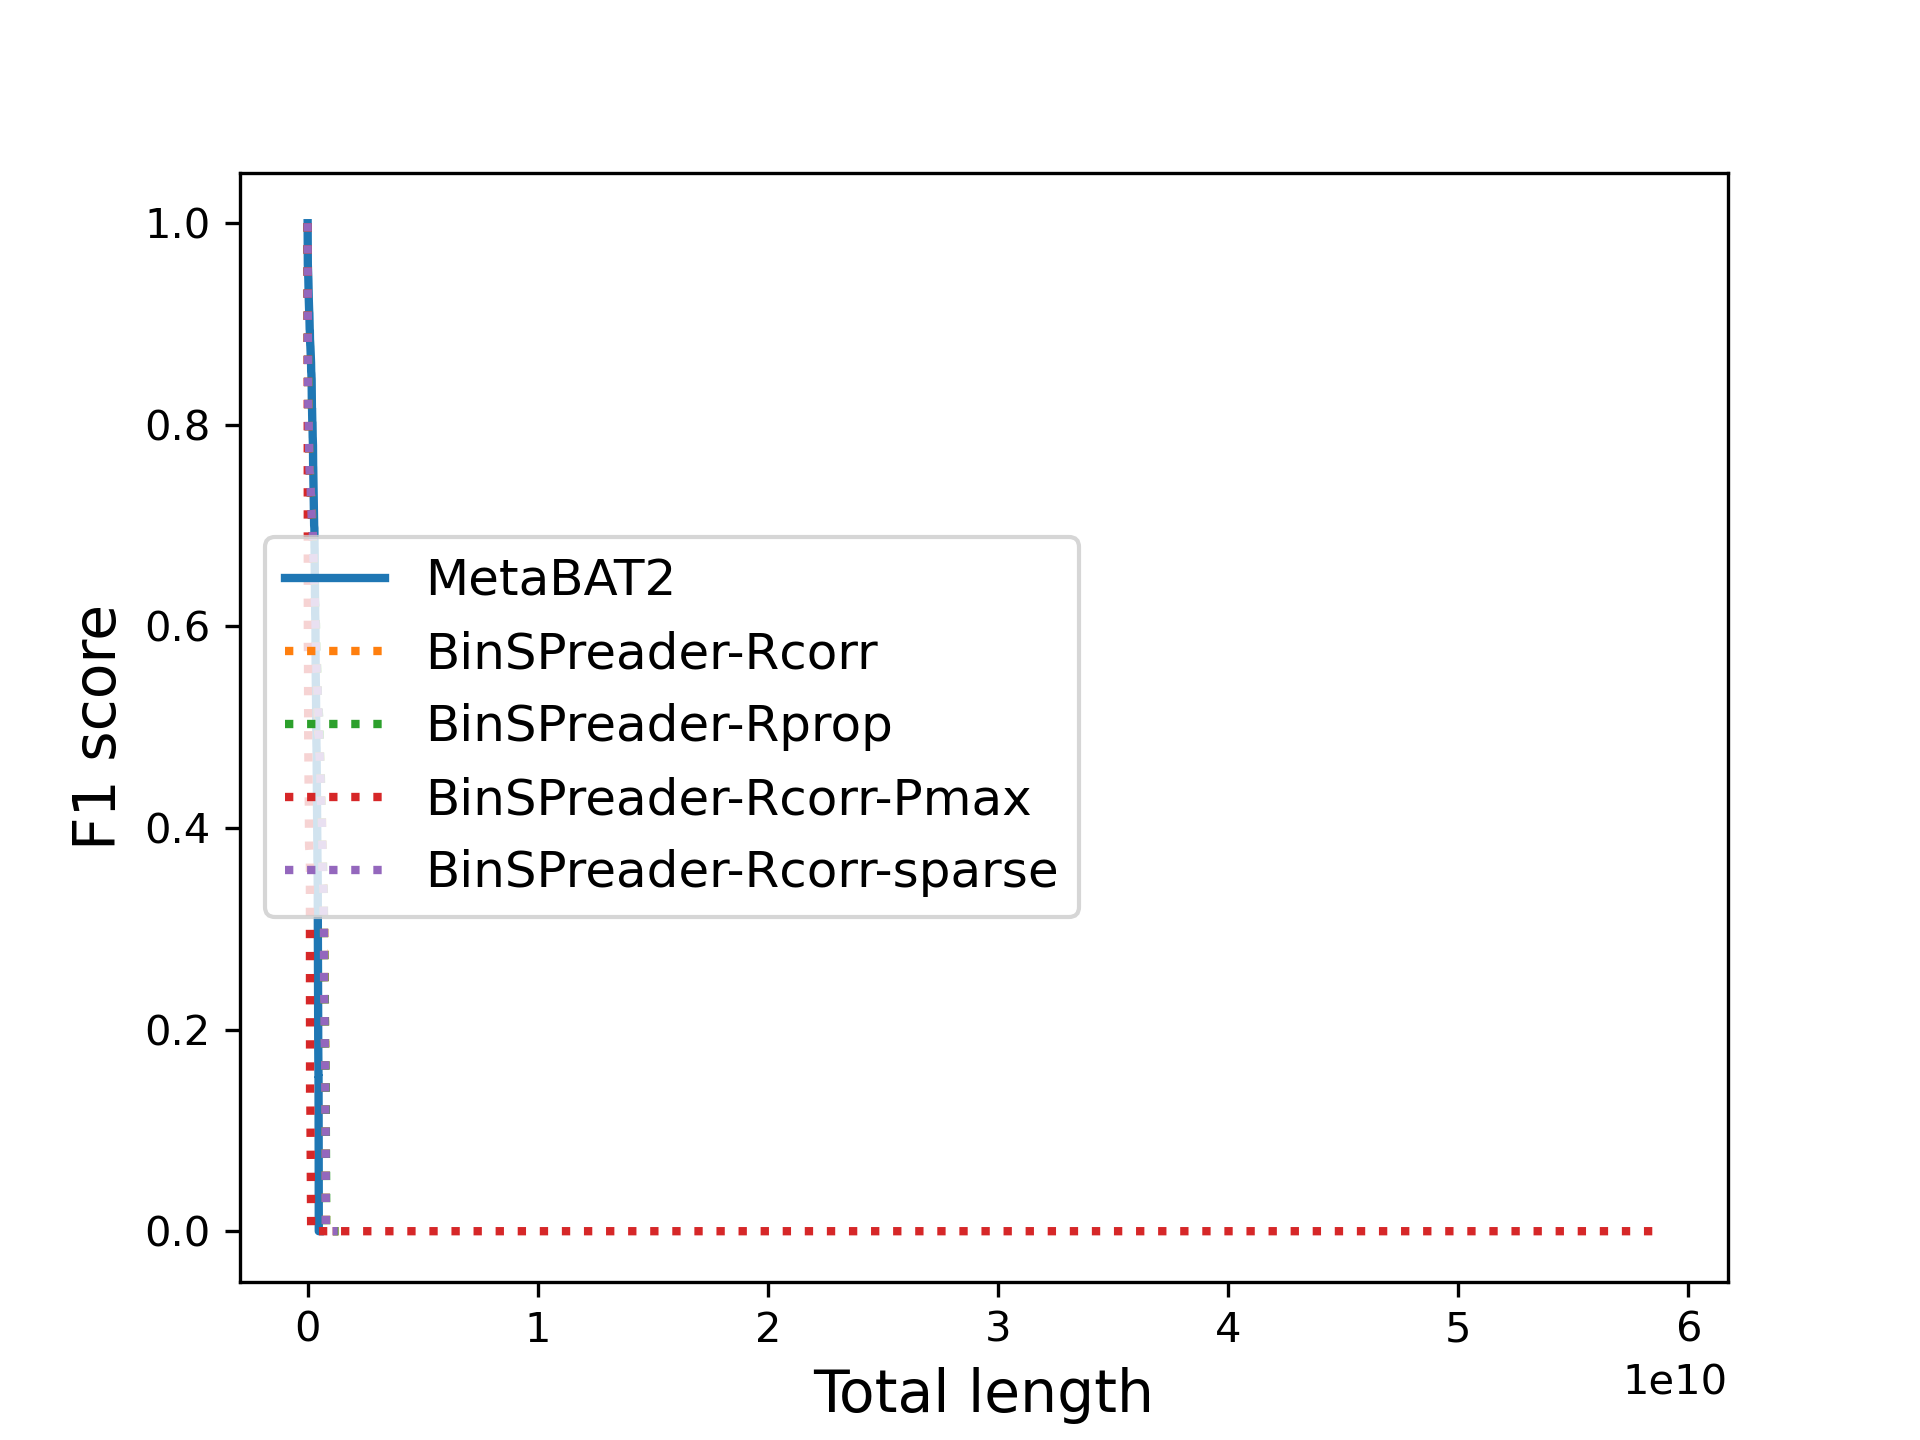 1.0
0.8
0.6
0.4
0.2
0.0
F1 score
MetaBAT2
BinSPreader-Rcorr
BinSPreader-Rprop
BinSPreader-Rcorr-Pmax
BinSPreader-Rcorr-sparse
0 1 2 3 4 5 6
1e10
Total length